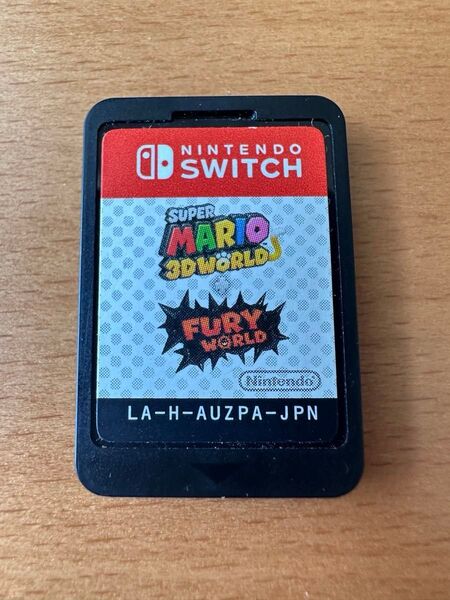 NINTENDO
SWITCH
SUPER
MARIO
3D WORLD
+
FURY
WORLD
Nintendo
LA-H-AUZPA-JPN